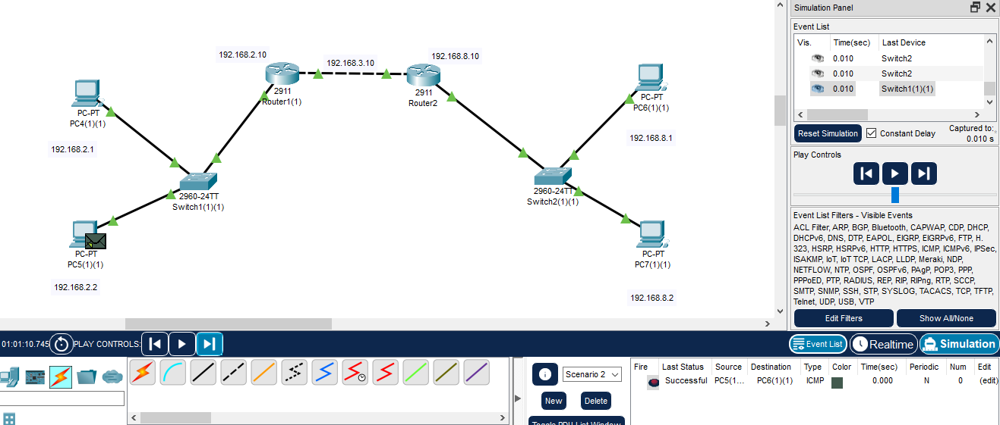 192.168.2.10
192.168.3.10
192.168.8.10
2911
Router1(1)
2911
Router2
PC-PT
PC4(1)(1)
PC-PT
PC6(1)(1)
192.168.2.1
192.168.8.1
2960-24TT
Switch1(1)(1)
2960-24TT
Switch2(1)(1)
PC-PT
PC5(1)(1)
PC-PT
PC7(1)(1)
192.168.2.2
192.168.8.2
Simulation Panel
Event List
Vis. Time(sec) Last Device
0.010 Switch2
0.010 Switch2
0.010 Switch1(1)(1)
Reset Simulation Constant Delay Captured to:
0.010 s
Play Controls
Event List Filters - Visible Events
ACL Filter, ARP, BGP, Bluetooth, CAPWAP, CDP, DHCP,
DHCPv6, DNS, DTP, EAPOL, EIGRP, EIGRPv6, FTP, H.
323, HSRP, HSRPv6, HTTP, HTTPS, ICMP, ICMPv6, IPSec,
ISAKMP, IoT, IoT TCP, LACP, LLDP, Meraki, NDP,
NETFLOW, NTP, OSPF, OSPFv6, PAgP, POP3, PPP,
PPPoED, PTP, RADIUS, REP, RIP, RIPng, RTP, SCCP,
SMTP, SNMP, SSH, STP, SYSLOG, TACACS, TCP, TFTP,
Telnet, UDP, USB, VTP
Edit Filters Show All/None
01:01:10.745 PLAY CONTROLS:
Event List Realtime Simulation
Scenario 2
New Delete
Toggle PDU List Window
Fire Last Status Source Destination Type Color Time(sec) Periodic Num Edit
Successful PC5(1... PC6(1)(1) ICMP 0.000 N 0 (edit)